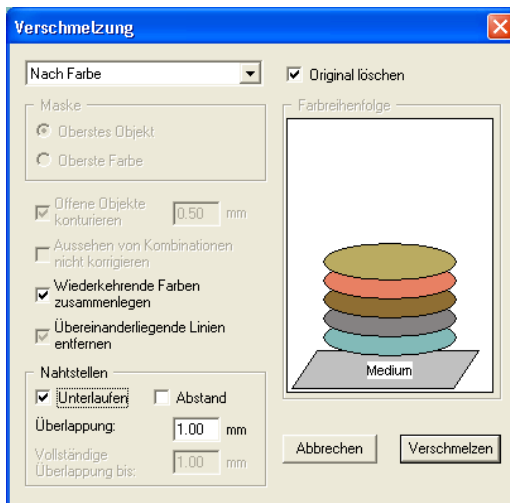 Verschmelzung
Nach Farbe
Original löschen
Maske
Oberstes Objekt
Oberste Farbe
Offene Objekte
konturieren
0.50 mm
Aussehen von Kombinationen
nicht korrigieren
Wiederkehrende Farben
zusammenlegen
Übereinanderliegende Linien
entfernen
Nahtstellen
Unterlaufen
Abstand
Überlappung: 1.00 mm
Vollständige
Überlappung bis: 1.00 mm
Farbreihenfolge
Medium
Abbrechen
Verschmelzen